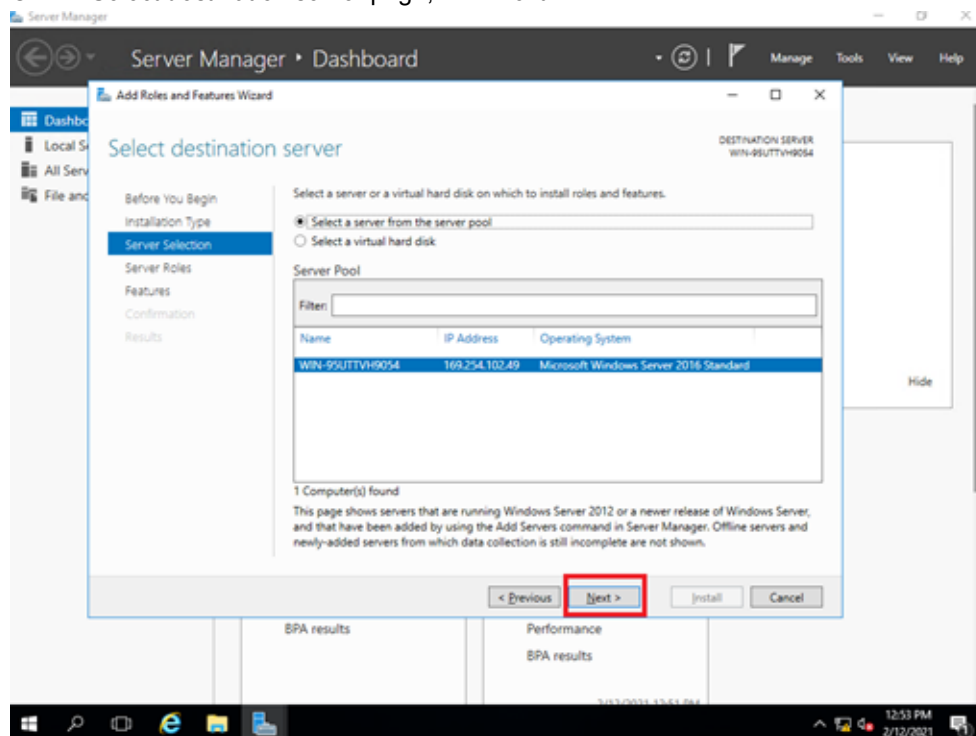 Server Manager
Server Manager • Dashboard
Manage Tools View Help
Add Roles and Features Wizard
Dashbo
Local S
All Serv
File and
Select destination server
DESTINATION SERVER
WIN-95UTTVH9054
Before You Begin
Installation Type
Server Selection
Server Roles
Features
Confirmation
Results
Select a server or a virtual hard disk on which to install roles and features.
Select a server from the server pool
Select a virtual hard disk
Server Pool
Filter:
Name IP Address Operating System
WIN-95UTTVH9054 169.254.102.49 Microsoft Windows Server 2016 Standard
1 Computer(s) found
This page shows servers that are running Windows Server 2012 or a newer release of Windows Server,
and that have been added by using the Add Servers command in Server Manager. Offline servers and
newly-added servers from which data collection is still incomplete are not shown.
Hide
< Previous Next > Install Cancel
BPA results
Performance
BPA results
2/12/2021 12:51 PM
12:53 PM
2/12/2021